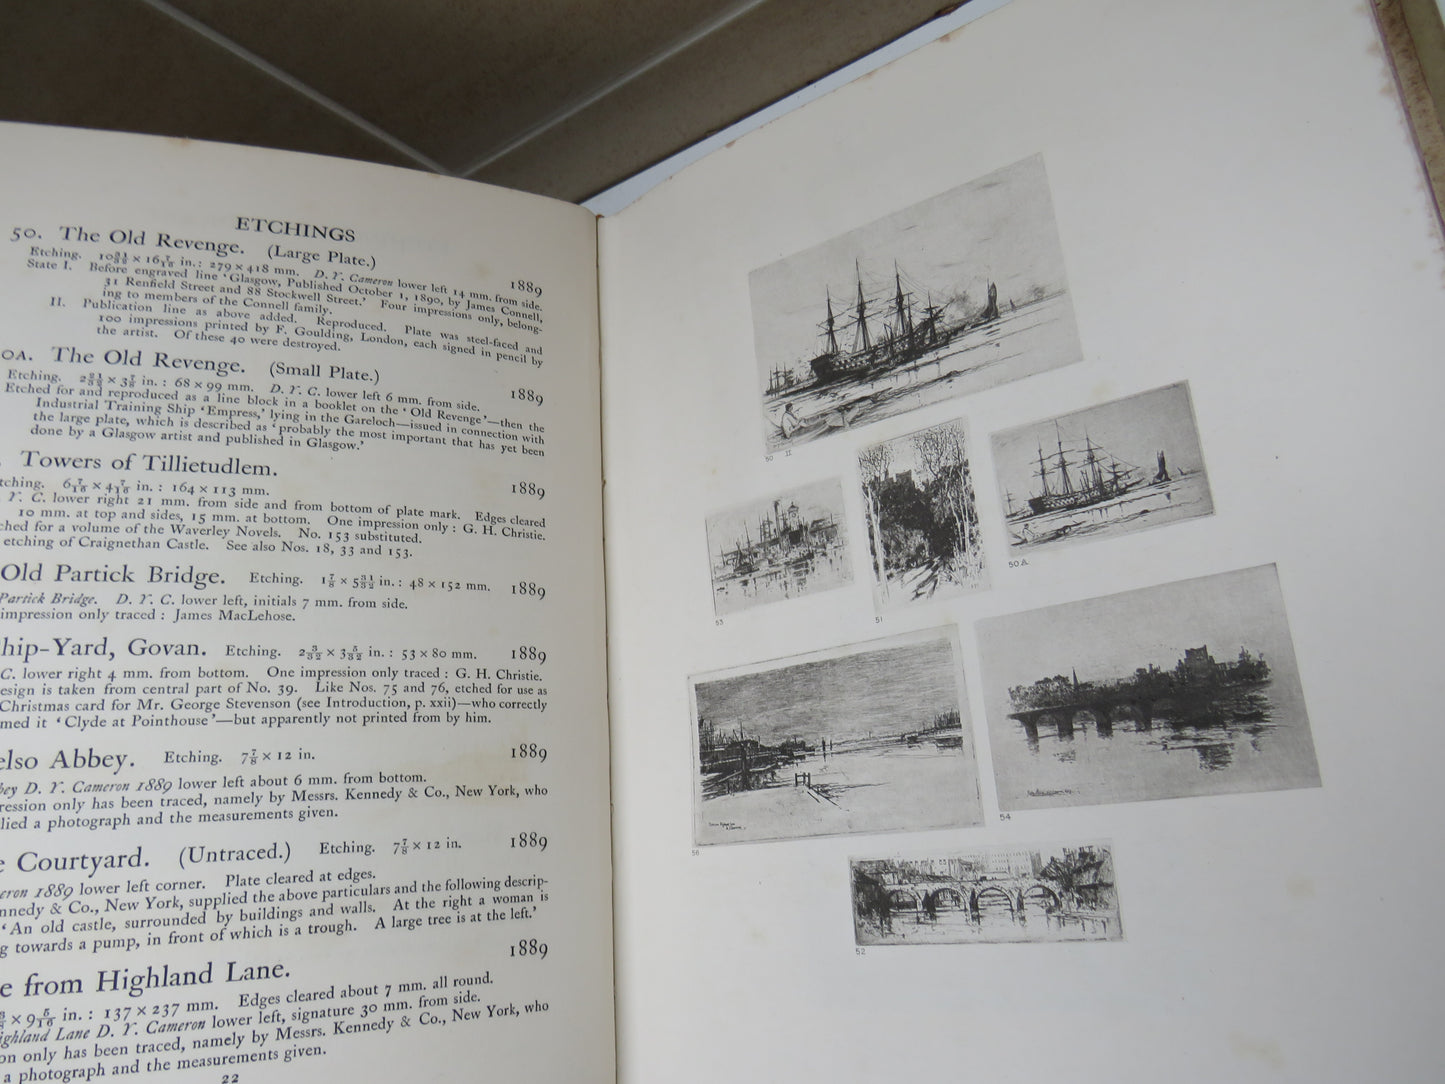 ETCHINGS
50. The Old Revenge. (Large Plate.)
Etching. 10 31/32 × 16 7/16 in.: 279 × 418 mm. D. Y. Cameron lower left 14 mm. from side. 1889
State I. Before engraved line ‘Glasgow, Published October 1, 1890, by James Connell,
31 Renfield Street and 88 Stockwell Street.’ Four impressions only, belong-
ing to members of the Connell family.
II. Publication line as above added. Reproduced. Plate was steel-faced and
100 impressions printed by F. Goulding, London, each signed in pencil by
the artist. Of these 40 were destroyed.
0A. The Old Revenge. (Small Plate.)
Etching. 2 21/32 × 3 7/8 in.: 68 × 99 mm. D. Y. C. lower left 6 mm. from side. 1889
Etched for and reproduced as a line block in a booklet on the ‘Old Revenge’—then the
Industrial Training Ship ‘Empress,’ lying in the Gareloch—issued in connection with
the large plate, which is described as ‘probably the most important that has yet been
done by a Glasgow artist and published in Glasgow.’
. Towers of Tillietudlem.
tching. 6 7/16 × 4 7/16 in.: 164 × 113 mm. 1889
. Y. C. lower right 21 mm. from side and from bottom of plate mark. Edges cleared
10 mm. at top and sides, 15 mm. at bottom. One impression only: G. H. Christie.
ched for a volume of the Waverley Novels. No. 153 substituted.
etching of Craignethan Castle. See also Nos. 18, 33 and 153.
Old Partick Bridge. Etching. 1 7/8 × 5 31/32 in.: 48 × 152 mm. 1889
Partick Bridge. D. Y. C. lower left, initials 7 mm. from side.
impression only traced: James MacLehose.
hip-Yard, Govan. Etching. 2 3/32 × 3 5/32 in.: 53 × 80 mm. 1889
C. lower right 4 mm. from bottom. One impression only traced: G. H. Christie.
esign is taken from central part of No. 39. Like Nos. 75 and 76, etched for use as
Christmas card for Mr. George Stevenson (see Introduction, p. xxii)—who correctly
med it ‘Clyde at Pointhouse’—but apparently not printed from by him.
elso Abbey. Etching. 7 7/8 × 12 in. 1889
bey D. Y. Cameron 1889 lower left about 6 mm. from bottom.
ression only has been traced, namely by Messrs. Kennedy & Co., New York, who
lied a photograph and the measurements given.
e Courtyard. (Untraced.) Etching. 7 7/8 × 12 in. 1889
eron 1889 lower left corner. Plate cleared at edges.
nnedy & Co., New York, supplied the above particulars and the following descrip-
‘An old castle, surrounded by buildings and walls. At the right a woman is
g towards a pump, in front of which is a trough. A large tree is at the left.’
e from Highland Lane. 1889
3/8 × 9 5/16 in.: 137 × 237 mm. Edges cleared about 7 mm. all round.
ighland Lane D. Y. Cameron lower left, signature 30 mm. from side.
on only has been traced, namely by Messrs. Kennedy & Co., New York, who
a photograph and the measurements given.
22
50 II
53
51
50A
56
54
52